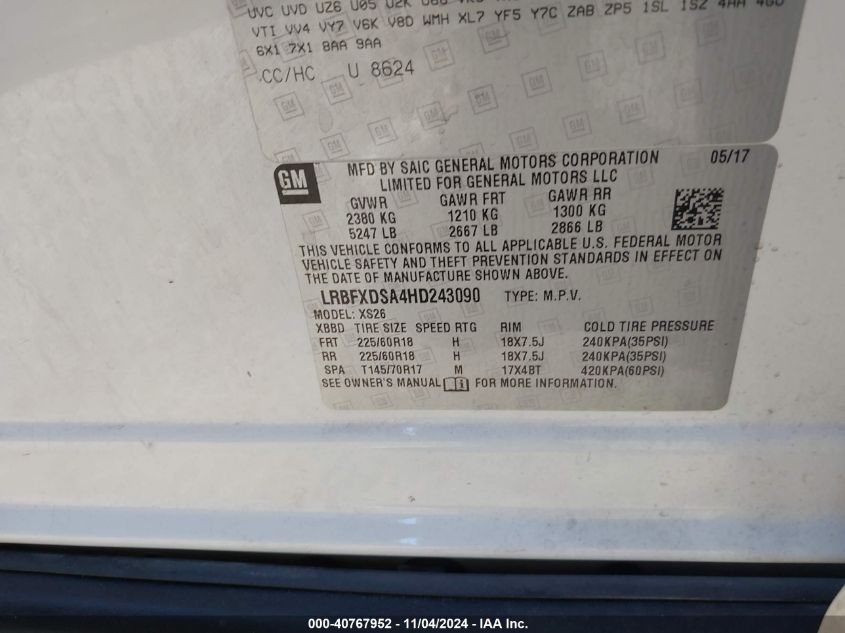 UVC UVD UZ6 U05 U2K
VTI VV4 VY7 V6K V8D WMH XL7 YF5 Y7C ZAB ZP5 1SL 1SZ 4AA 4G0
6X1 7X1 8AA 9AA
CC/HC U 8624
GM
MFD BY SAIC GENERAL MOTORS CORPORATION 05/17
LIMITED FOR GENERAL MOTORS LLC
GVWR GAWR FRT GAWR RR
2380 KG 1210 KG 1300 KG
5247 LB 2667 LB 2866 LB
THIS VEHICLE CONFORMS TO ALL APPLICABLE U.S. FEDERAL MOTOR
VEHICLE SAFETY AND THEFT PREVENTION STANDARDS IN EFFECT ON
THE DATE OF MANUFACTURE SHOWN ABOVE.
LRBFXDSA4HD243090 TYPE: M.P.V.
MODEL: XS26
XBBD TIRE SIZE SPEED RTG RIM COLD TIRE PRESSURE
FRT 225/60R18 H 18X7.5J 240KPA(35PSI)
RR 225/60R18 H 18X7.5J 240KPA(35PSI)
SPA T145/70R17 M 17X4BT 420KPA(60PSI)
SEE OWNER'S MANUAL FOR MORE INFORMATION
000-40767952 - 11/04/2024 - IAA Inc.